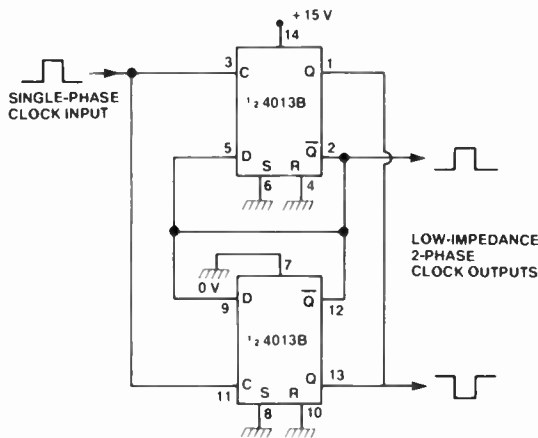 + 15 V
14
3
C
Q
1
SINGLE-PHASE
CLOCK INPUT
1 2 4013B
5
D
Q
2
S
R
6
4
LOW-IMPEDANCE
2-PHASE
CLOCK OUTPUTS
7
0 V
9
D
Q
12
1 2 4013B
Q
13
11
C
S
R
8
10